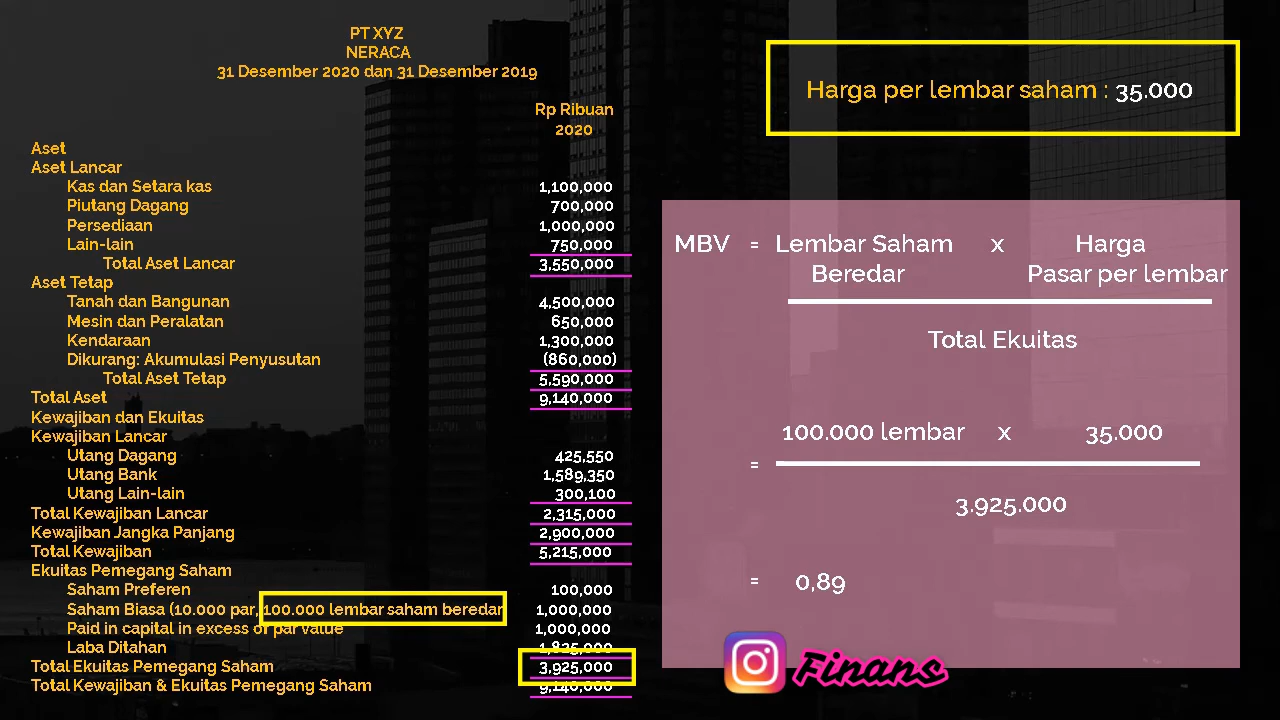 PT XYZ
NERACA
31 Desember 2020 dan 31 Desember 2019
Rp Ribuan
2020
Aset
Aset Lancar
Kas dan Setara kas 1,100,000
Piutang Dagang 700,000
Persediaan 1,000,000
Lain-lain 750,000
Total Aset Lancar 3,550,000
Aset Tetap
Tanah dan Bangunan 4,500,000
Mesin dan Peralatan 650,000
Kendaraan 1,300,000
Dikurang: Akumulasi Penyusutan (860,000)
Total Aset Tetap 5,590,000
Total Aset 9,140,000
Kewajiban dan Ekuitas
Kewajiban Lancar
Utang Dagang 425,550
Utang Bank 1,589,350
Utang Lain-lain 300,100
Total Kewajiban Lancar 2,315,000
Kewajiban Jangka Panjang 2,900,000
Total Kewajiban 5,215,000
Ekuitas Pemegang Saham
Saham Preferen 100,000
Saham Biasa (10.000 par, 100.000 lembar saham beredar 1,000,000
Paid in capital in excess of par value 1,000,000
Laba Ditahan 1,825,000
Total Ekuitas Pemegang Saham 3,925,000
Total Kewajiban & Ekuitas Pemegang Saham 9,140,000
Harga per lembar saham : 35.000
MBV = Lembar Saham x Harga
Beredar Pasar per lembar
Total Ekuitas
100.000 lembar x 35.000
=
3.925.000
= 0,89
Finans